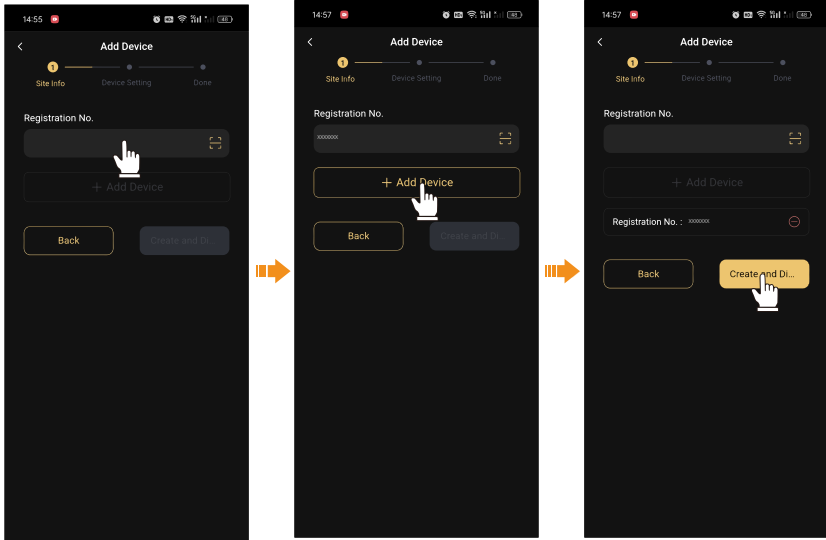 14:55
48
Add Device
1
Site Info
Device Setting
Done
Registration No.
+ Add Device
Back
Create and Di...
14:57
48
Add Device
1
Site Info
Device Setting
Done
Registration No.
xxxxxxx
+ Add Device
Back
Create and Di...
14:57
48
Add Device
1
Site Info
Device Setting
Done
Registration No.
+ Add Device
Registration No. : xxxxxxx
Back
Create and Di...